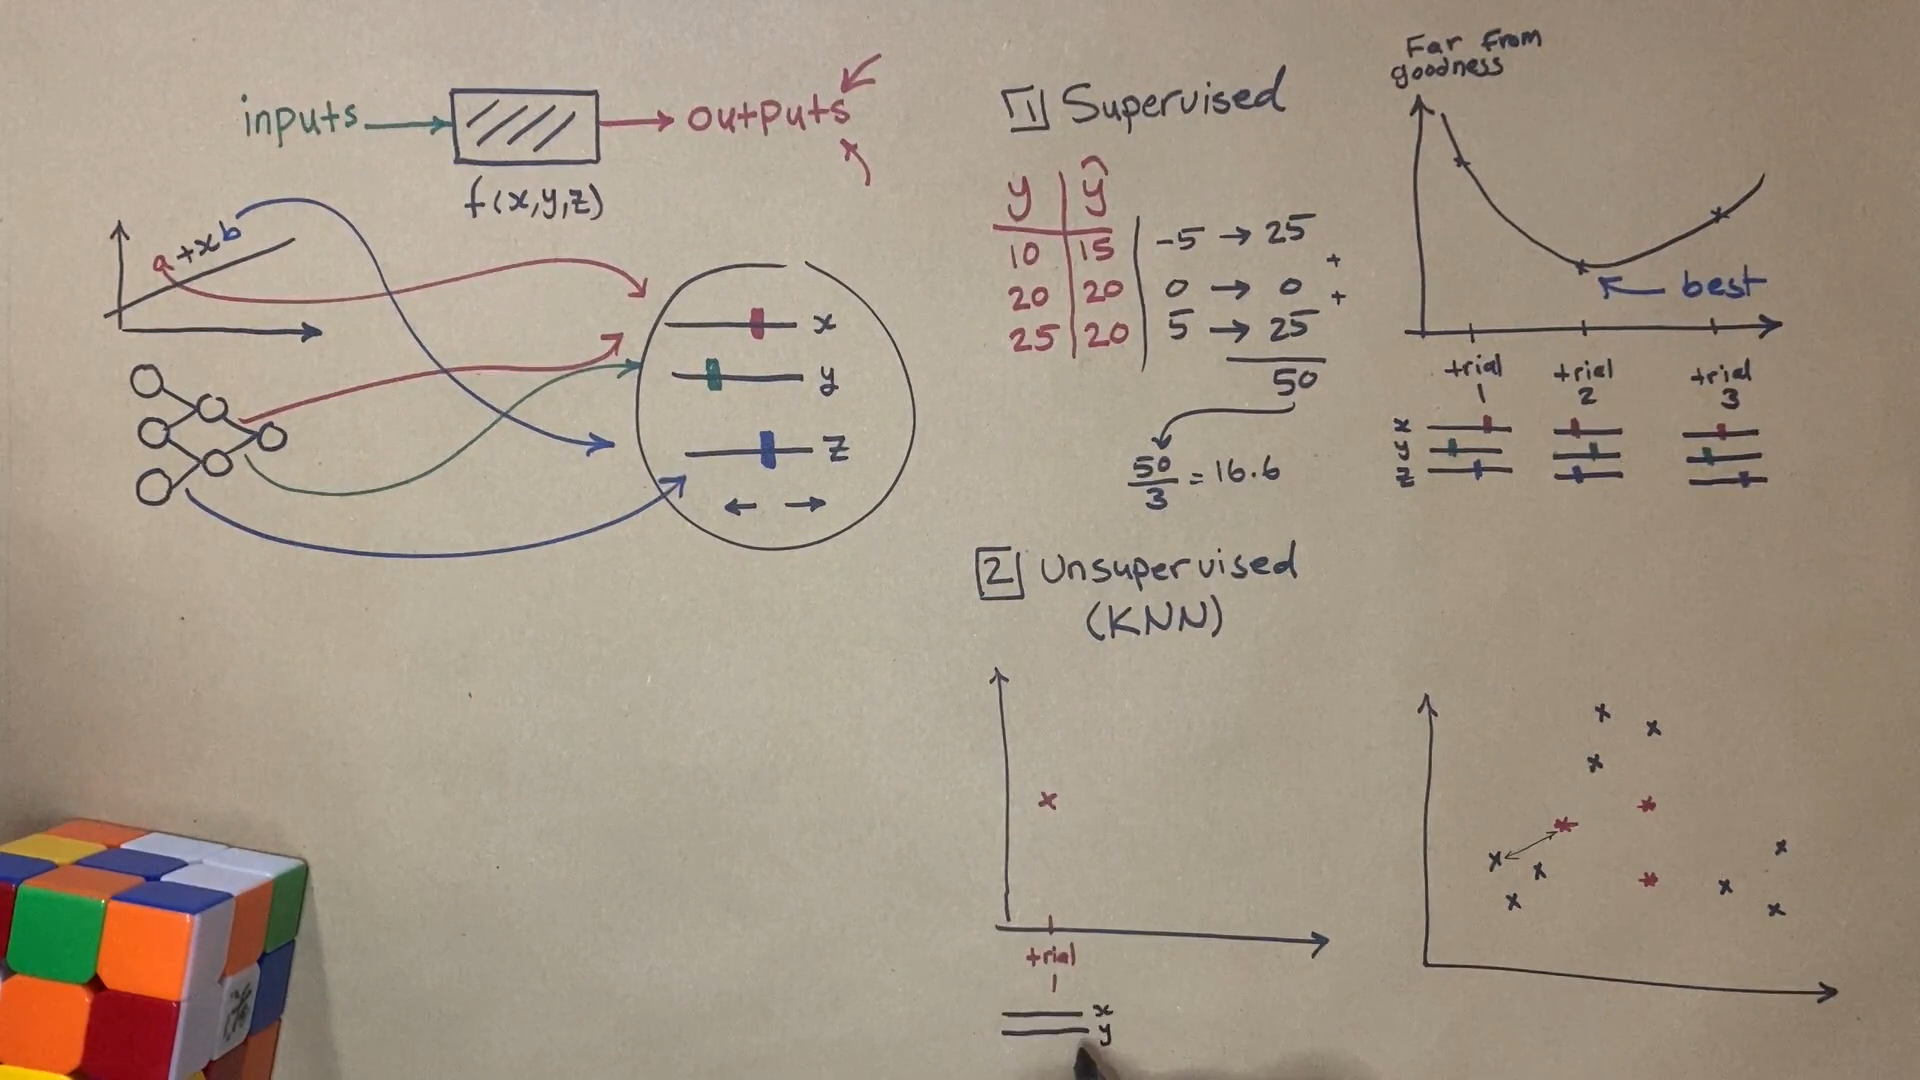 inputs → → outputs
f(x,y,z)
a+xb
x
y
z
← →
1 Supervised
y ŷ
10 15 -5 → 25
+
20 20 0 → 0
+
25 20 5 → 25
50
50/3 = 16.6
Far from
goodness
best
trial trial trial
1 2 3
x
y
z
2 Unsupervised
(KNN)
trial
1
x
y